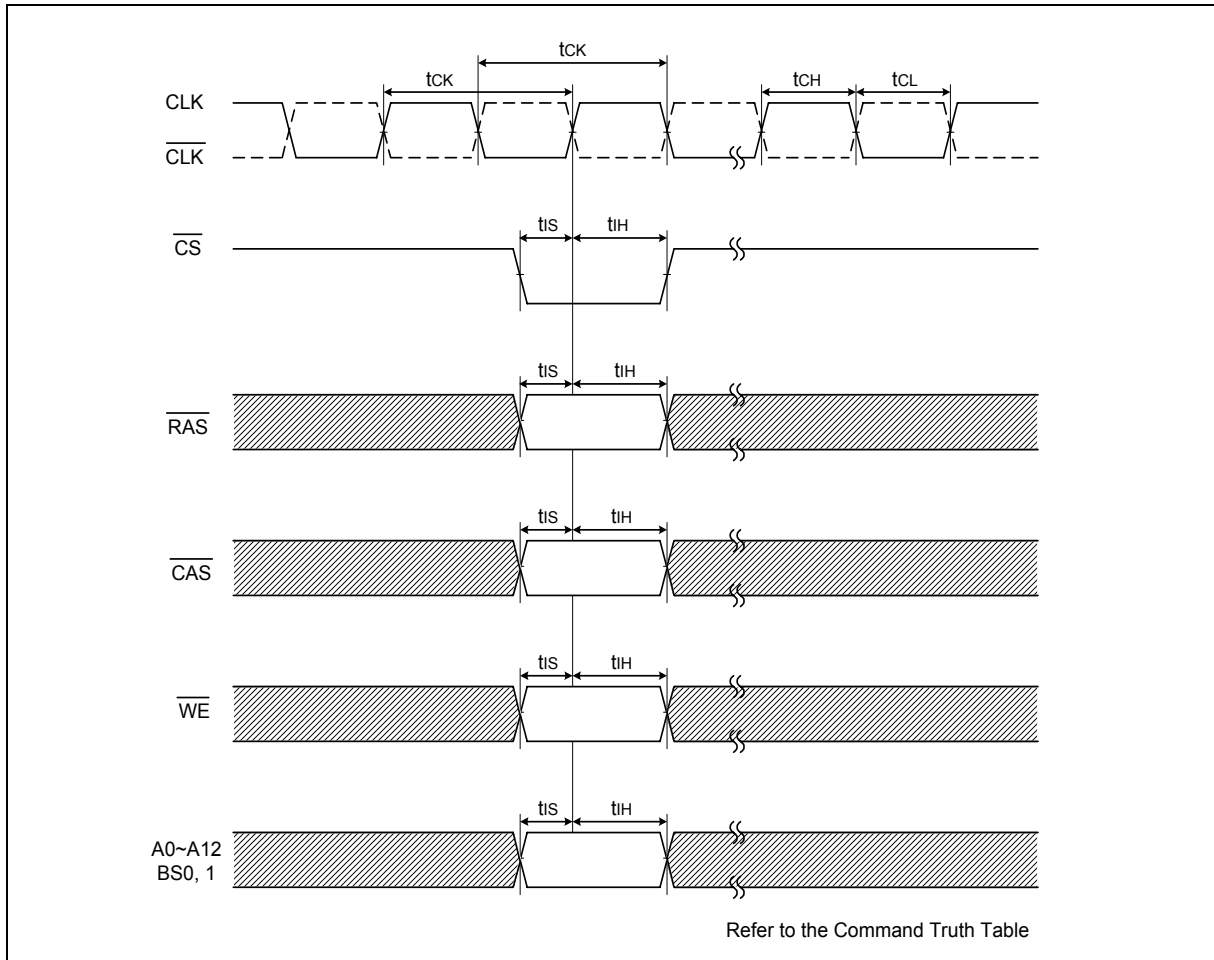 tCK
tCK
tCH
tCL
CLK
CLK
tIS
tIH
CS
tIS
tIH
RAS
tIS
tIH
CAS
tIS
tIH
WE
tIS
tIH
A0~A12
BS0, 1
Refer to the Command Truth Table